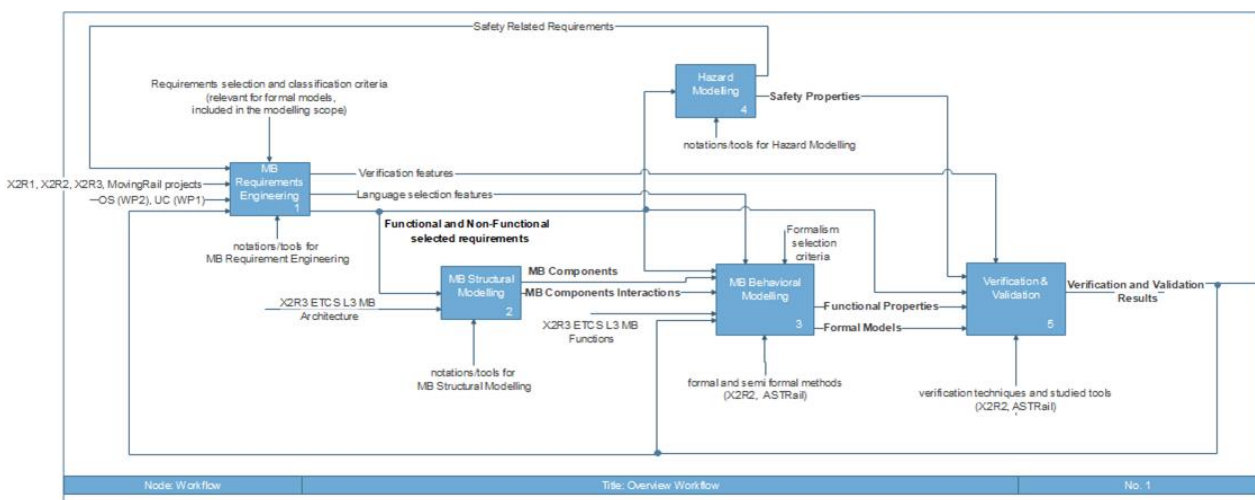 Safety Related Requirements
Requirements selection and classification criteria
(relevant for formal models,
included in the modelling scope)
Hazard
Modelling
4
Safety Properties
notations/tools for Hazard Modelling
MB
Requirements
Engineering
1
X2R1, X2R2, X2R3, MovingRail projects
OS (WP2), UC (WP1)
Verification features
Language selection features
Functional and Non-Functional
selected requirements
notations/tools for
MB Requirement Engineering
Formalism
selection
criteria
MB Structural
Modelling
2
MB Components
MB Components Interactions
X2R3 ETCS L3 MB
Architecture
notations/tools for
MB Structural Modelling
MB Behavioral
Modelling
3
X2R3 ETCS L3 MB
Functions
Functional Properties
Formal Models
formal and semi formal methods
(X2R2, ASTRail)
Verification &
Validation
5
Verification and Validation
Results
verification techniques and studied tools
(X2R2, ASTRail)
Node: Workflow
Title: Overview Workflow
No. 1